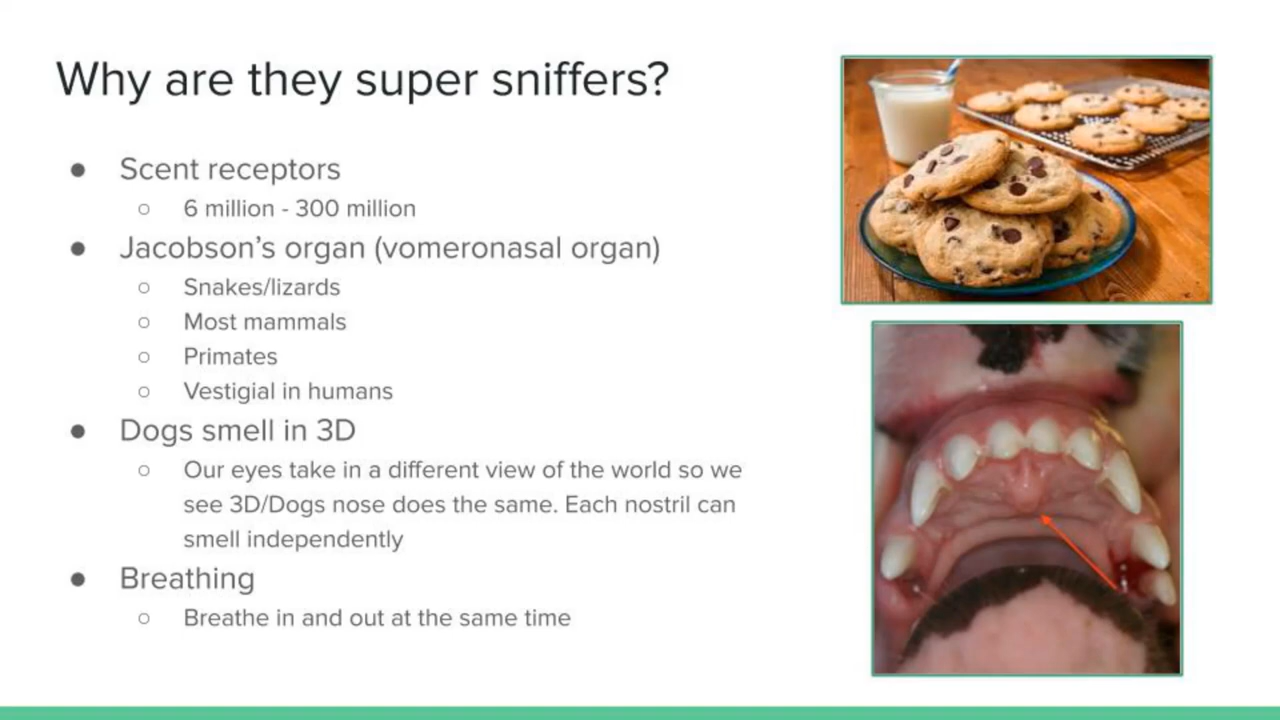 Why are they super sniffers?
● Scent receptors
○ 6 million - 300 million
● Jacobson’s organ (vomeronasal organ)
○ Snakes/lizards
○ Most mammals
○ Primates
○ Vestigial in humans
● Dogs smell in 3D
○ Our eyes take in a different view of the world so we
see 3D/Dogs nose does the same. Each nostril can
smell independently
● Breathing
○ Breathe in and out at the same time